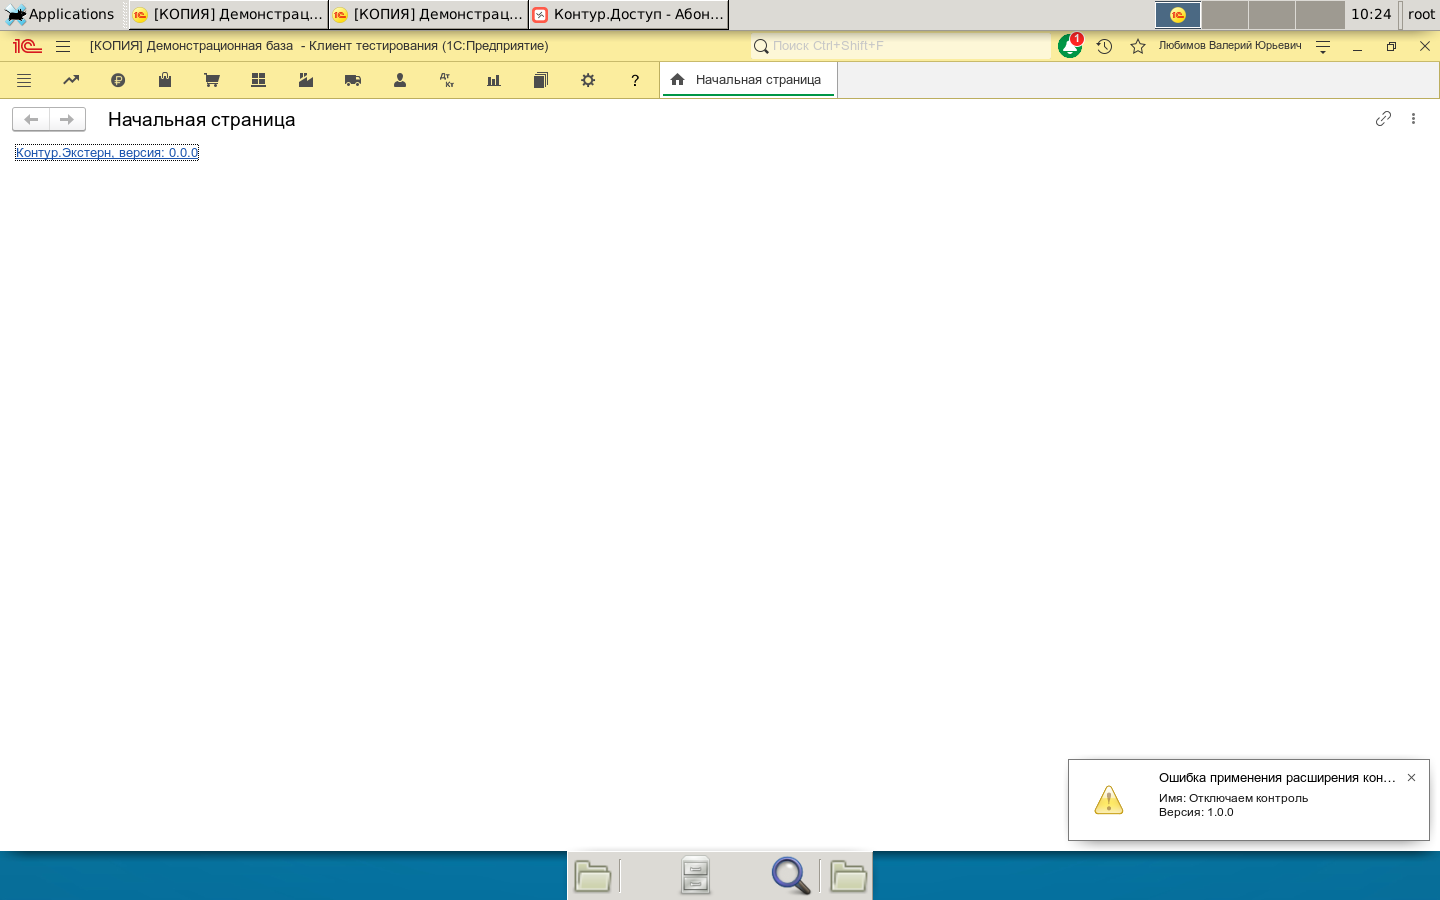 Applications
[КОПИЯ] Демонстрац...
[КОПИЯ] Демонстрац...
Контур.Доступ - Абон...
10:24
root
[КОПИЯ] Демонстрационная база - Клиент тестирования (1С:Предприятие)
Поиск Ctrl+Shift+F
1
Любимов Валерий Юрьевич
Дт
Кт
?
Начальная страница
Начальная страница
Контур.Экстерн, версия: 0.0.0
Ошибка применения расширения кон...
Имя: Отключаем контроль
Версия: 1.0.0